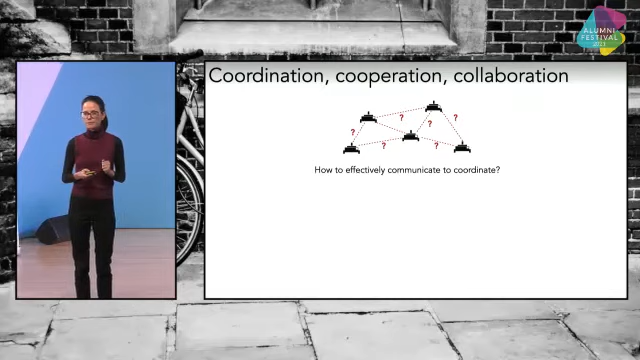 ALUMNI
FESTIVAL
2021
Coordination, cooperation, collaboration
?
?
?
?
?
?
How to effectively communicate to coordinate?